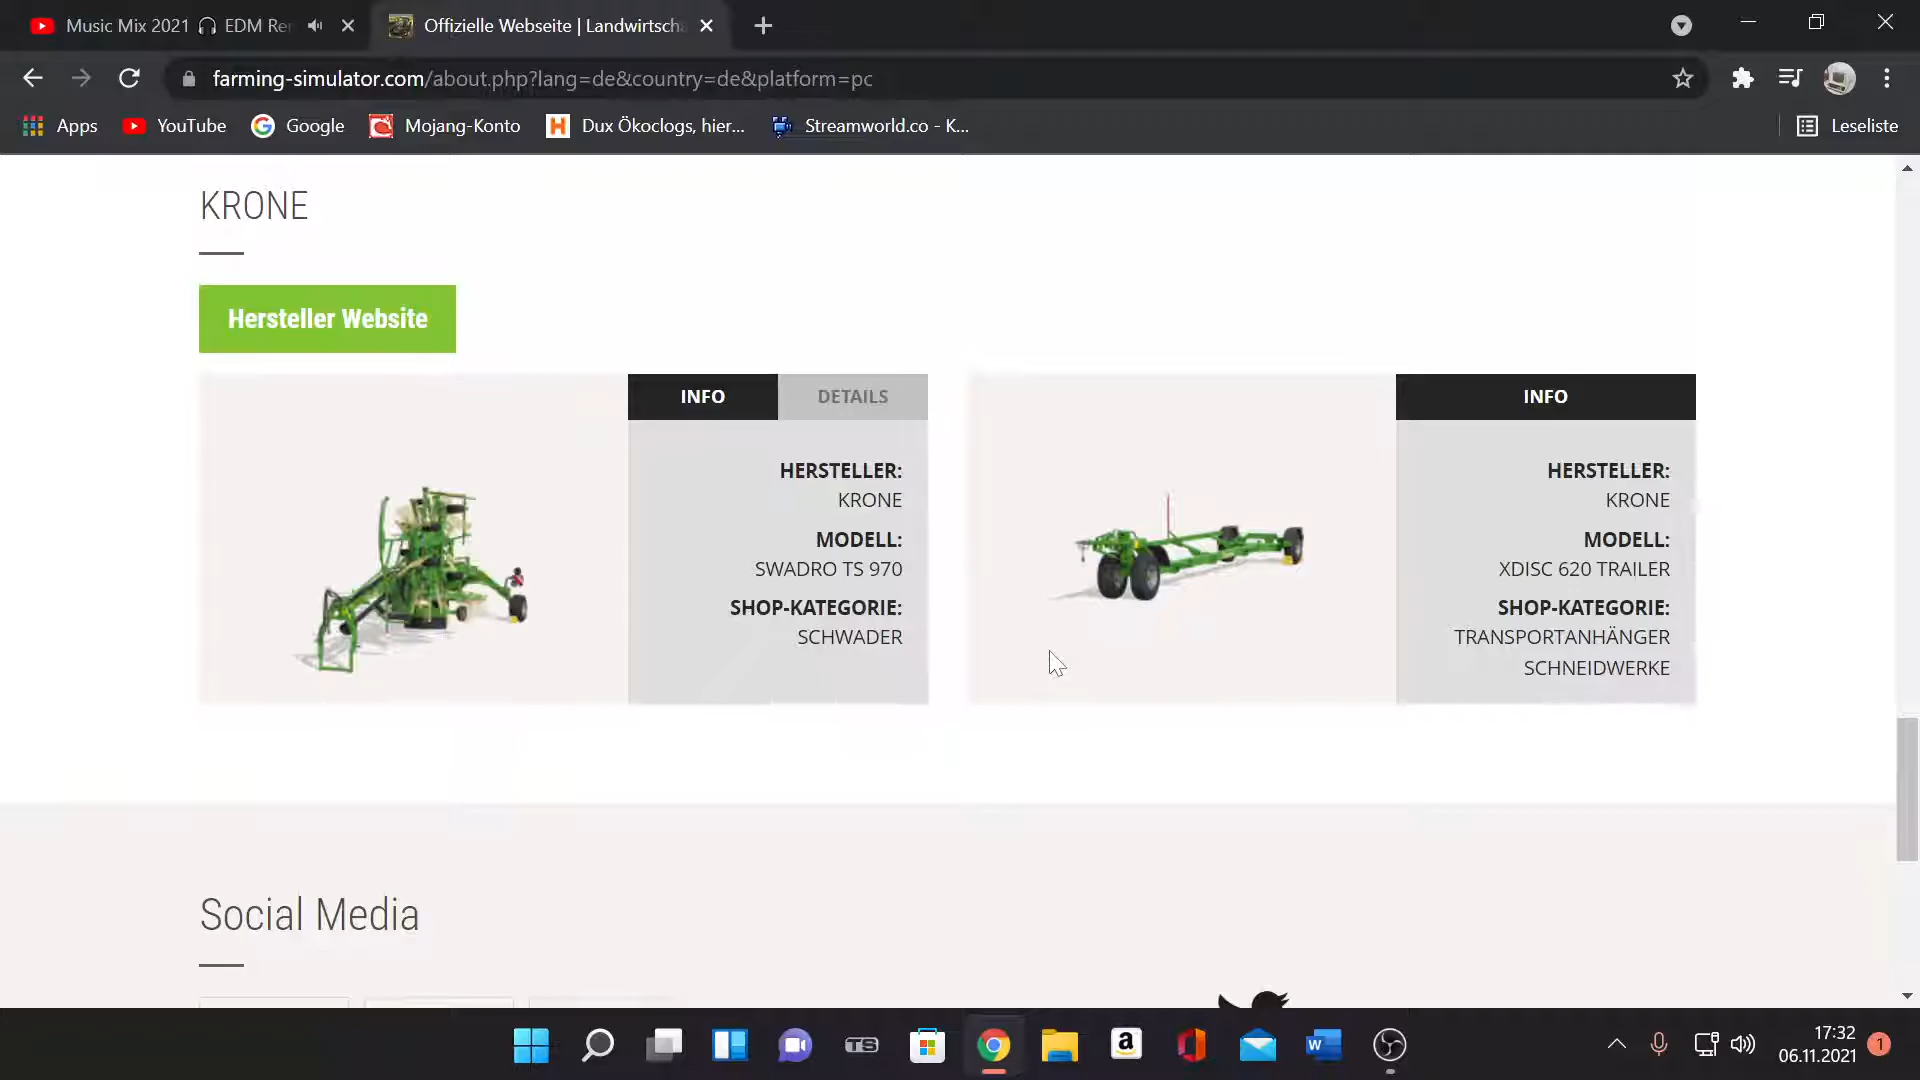 Music Mix 2021 🎧 EDM Re
Offizielle Webseite | Landwirtscha
farming-simulator.com/about.php?lang=de&country=de&platform=pc
Apps
YouTube
Google
Mojang-Konto
Dux Ökoclogs, hier...
Streamworld.co - K...
Leseliste
KRONE
Hersteller Website
INFO
DETAILS
HERSTELLER:
KRONE
MODELL:
SWADRO TS 970
SHOP-KATEGORIE:
SCHWADER
INFO
HERSTELLER:
KRONE
MODELL:
XDISC 620 TRAILER
SHOP-KATEGORIE:
TRANSPORTANHÄNGER
SCHNEIDWERKE
Social Media
TS
a
W
17:32
06.11.2021
1